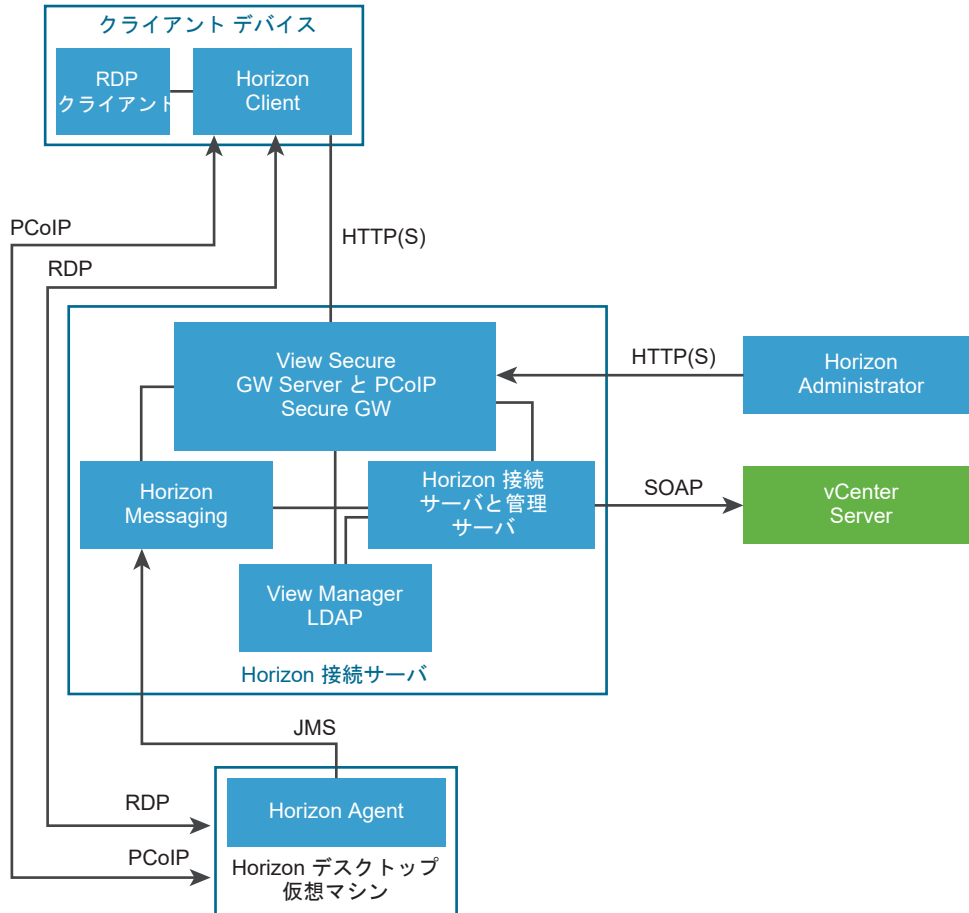 クライアント デバイス
RDP
クライアント
Horizon
Client
PCoIP
HTTP(S)
RDP
View Secure
GW Server と PCoIP
Secure GW
HTTP(S)
Horizon
Administrator
Horizon
Messaging
Horizon 接続
サーバと管理
サーバ
SOAP
vCenter
Server
View Manager
LDAP
Horizon 接続サーバ
JMS
RDP
Horizon Agent
PCoIP
Horizon デスクトップ
仮想マシン